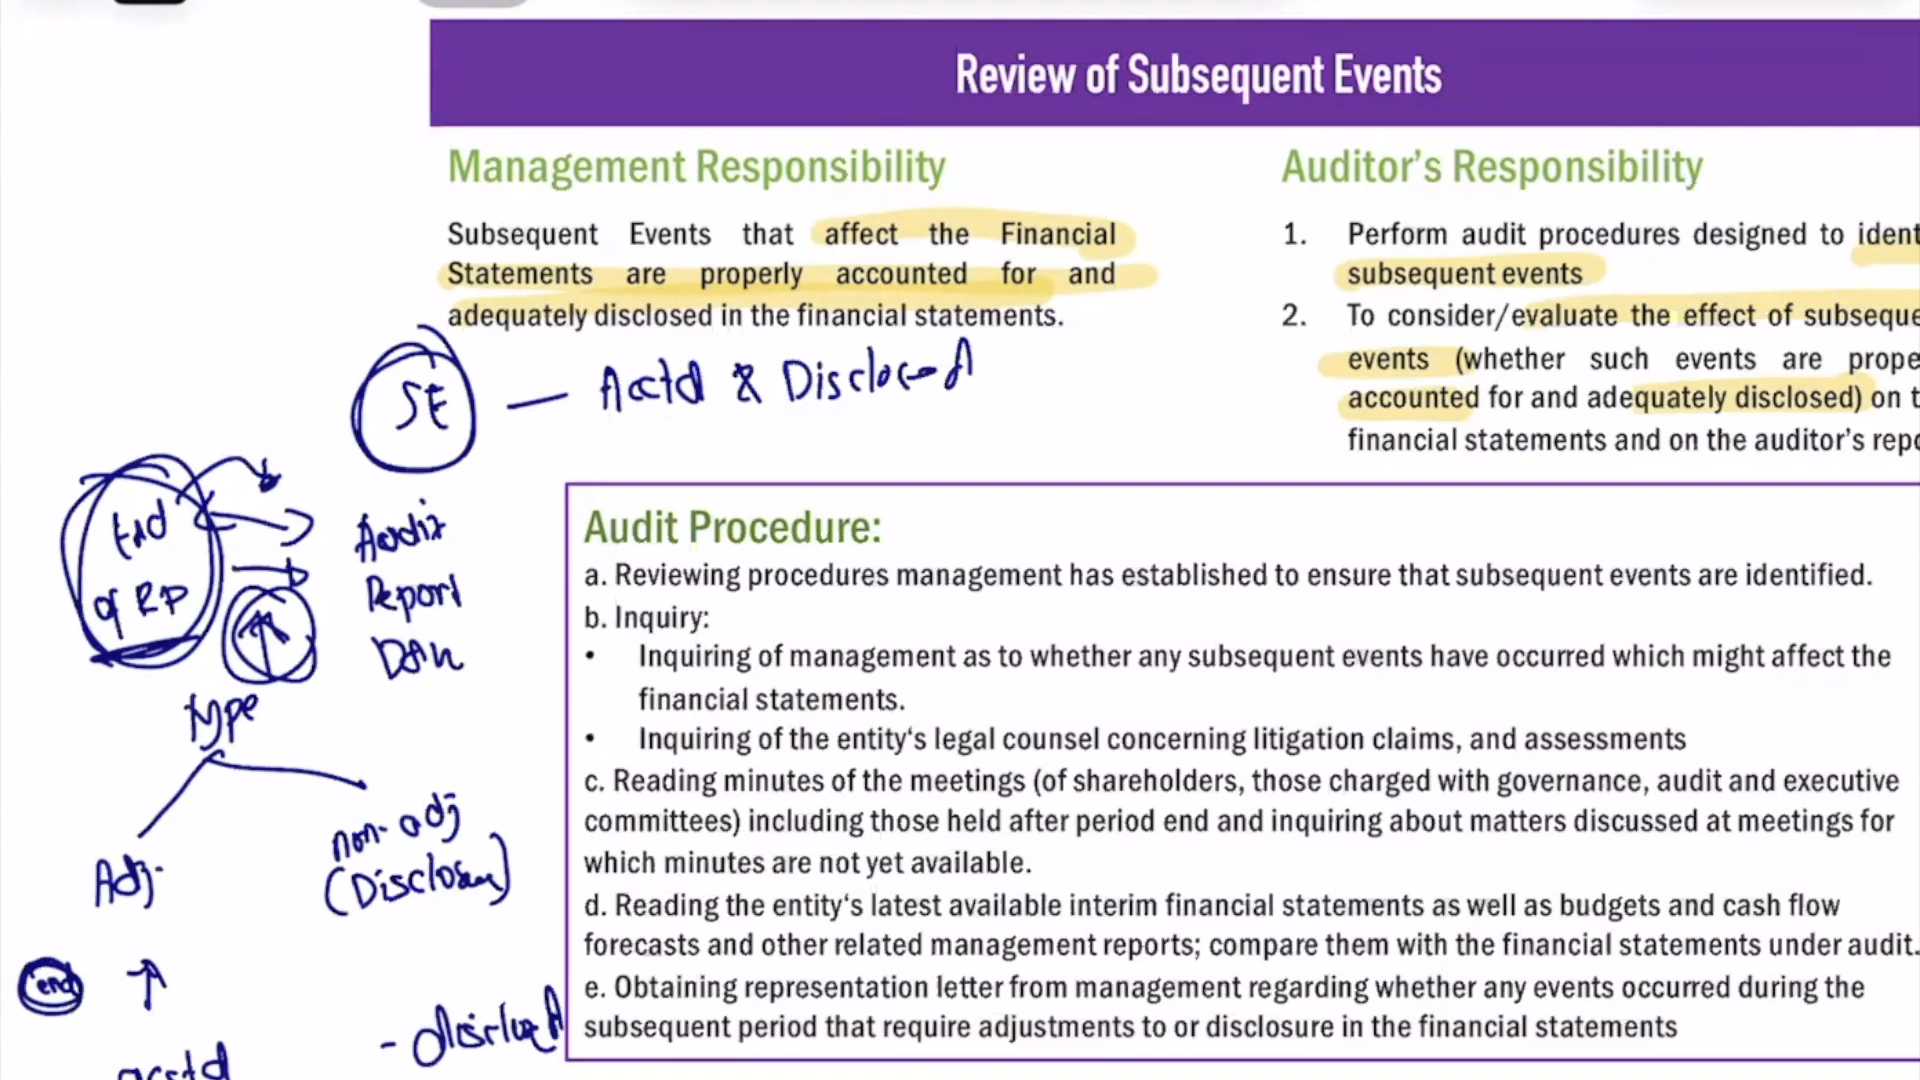 Review of Subsequent Events
Management Responsibility
Subsequent Events that affect the Financial
Statements are properly accounted for and
adequately disclosed in the financial statements.
Auditor's Responsibility
1. Perform audit procedures designed to ident
subsequent events
2. To consider/evaluate the effect of subseque
events (whether such events are prope
accounted for and adequately disclosed) on t
financial statements and on the auditor's repo
SE — Acctd & Disclosed
End
of RP
Audit
Report
Date
type
Adj.
non-adj
(Disclosure)
end
acctd
- disclosed
Audit Procedure:
a. Reviewing procedures management has established to ensure that subsequent events are identified.
b. Inquiry:
• Inquiring of management as to whether any subsequent events have occurred which might affect the
financial statements.
• Inquiring of the entity‘s legal counsel concerning litigation claims, and assessments
c. Reading minutes of the meetings (of shareholders, those charged with governance, audit and executive
committees) including those held after period end and inquiring about matters discussed at meetings for
which minutes are not yet available.
d. Reading the entity‘s latest available interim financial statements as well as budgets and cash flow
forecasts and other related management reports; compare them with the financial statements under audit.
e. Obtaining representation letter from management regarding whether any events occurred during the
subsequent period that require adjustments to or disclosure in the financial statements